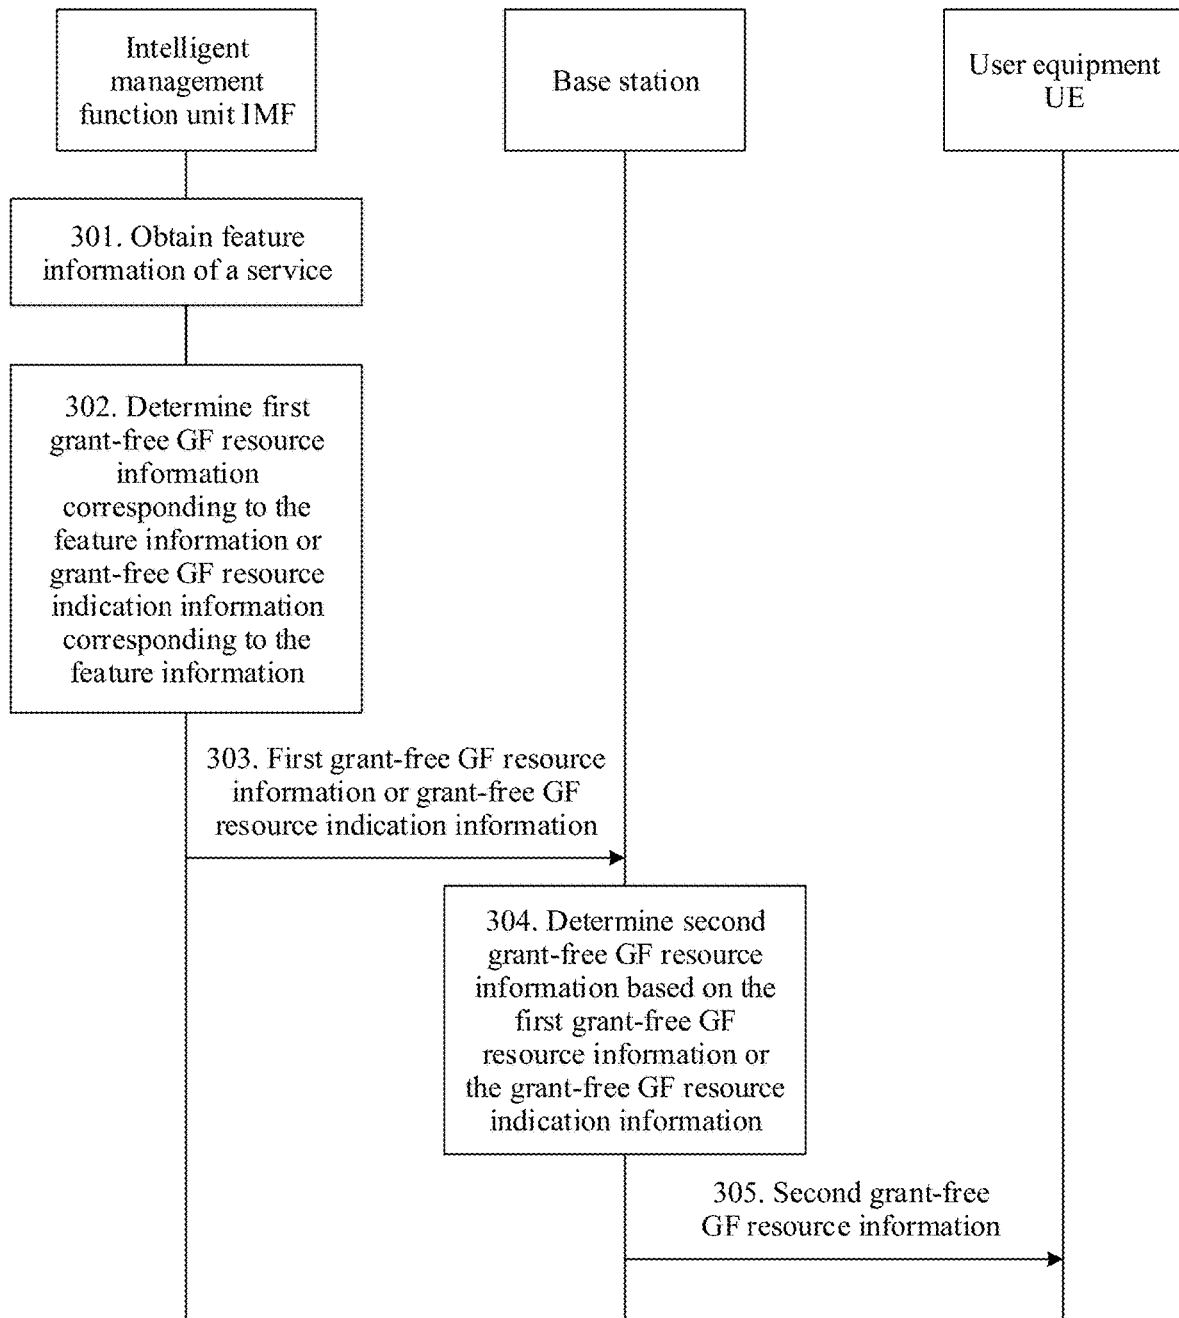 Intelligent
management
function unit IMF
Base station
User equipment
UE
301. Obtain feature
information of a service
302. Determine first
grant-free GF resource
information
corresponding to the
feature information or
grant-free GF resource
indication information
corresponding to the
feature information
303. First grant-free GF resource
information or grant-free GF
resource indication information
304. Determine second
grant-free GF resource
information based on the
first grant-free GF
resource information or
the grant-free GF resource
indication information
305. Second grant-free
GF resource information